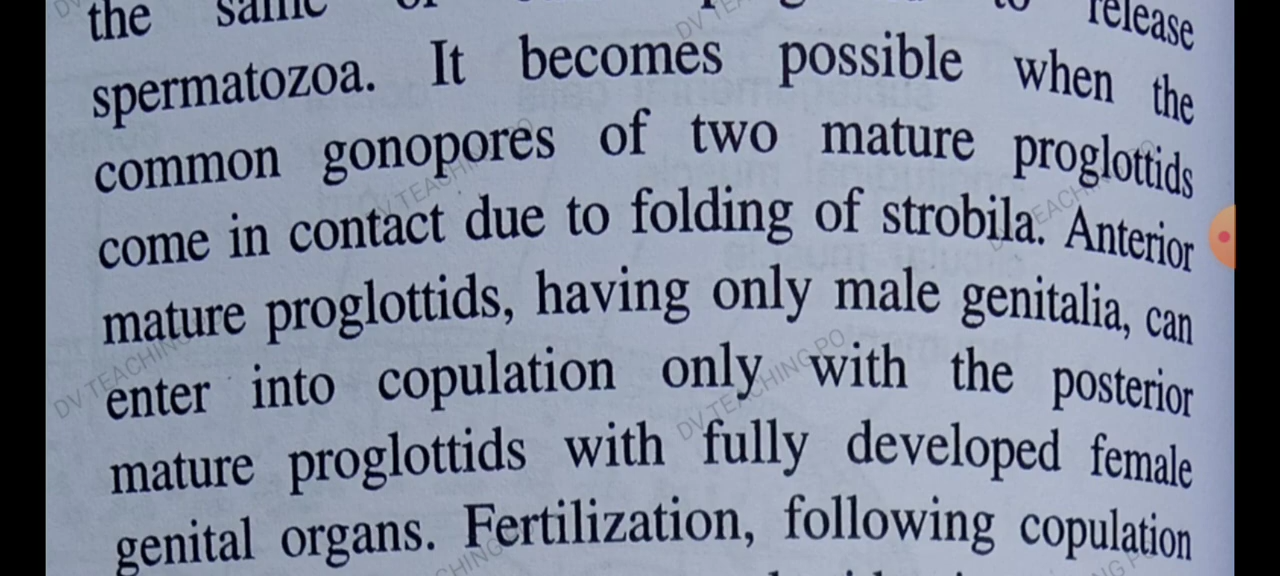 the same release
spermatozoa. It becomes possible when the
common gonopores of two mature proglottids
come in contact due to folding of strobila. Anterior
mature proglottids, having only male genitalia, can
enter into copulation only with the posterior
mature proglottids with fully developed female
genital organs. Fertilization, following copulation